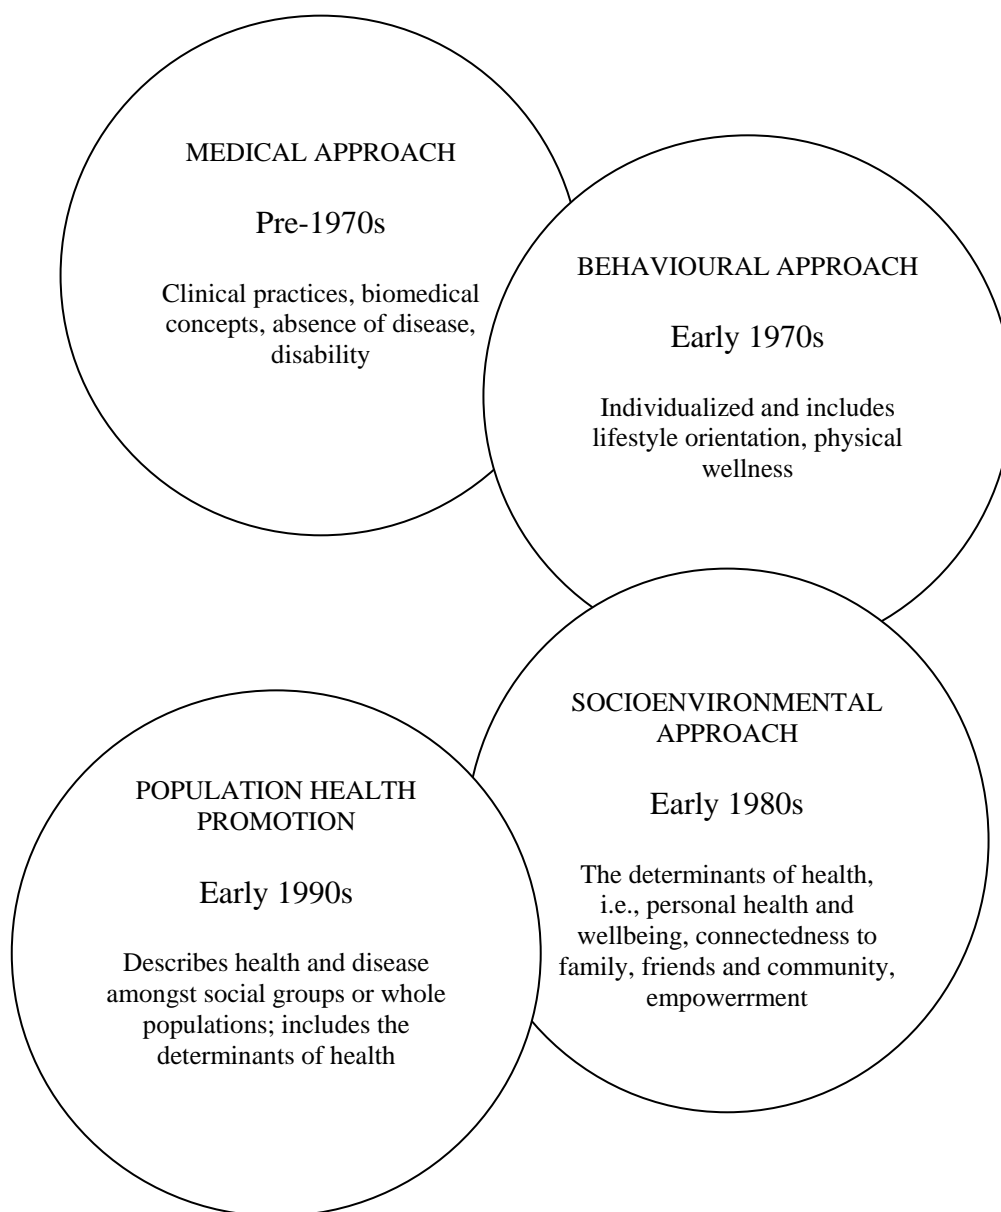 MEDICAL APPROACH
Pre-1970s
Clinical practices, biomedical
concepts, absence of disease,
disability
BEHAVIOURAL APPROACH
Early 1970s
Individualized and includes
lifestyle orientation, physical
wellness
SOCIOENVIRONMENTAL
APPROACH
Early 1980s
The determinants of health,
i.e., personal health and
wellbeing, connectedness to
family, friends and community,
empowerrment
POPULATION HEALTH
PROMOTION
Early 1990s
Describes health and disease
amongst social groups or whole
populations; includes the
determinants of health